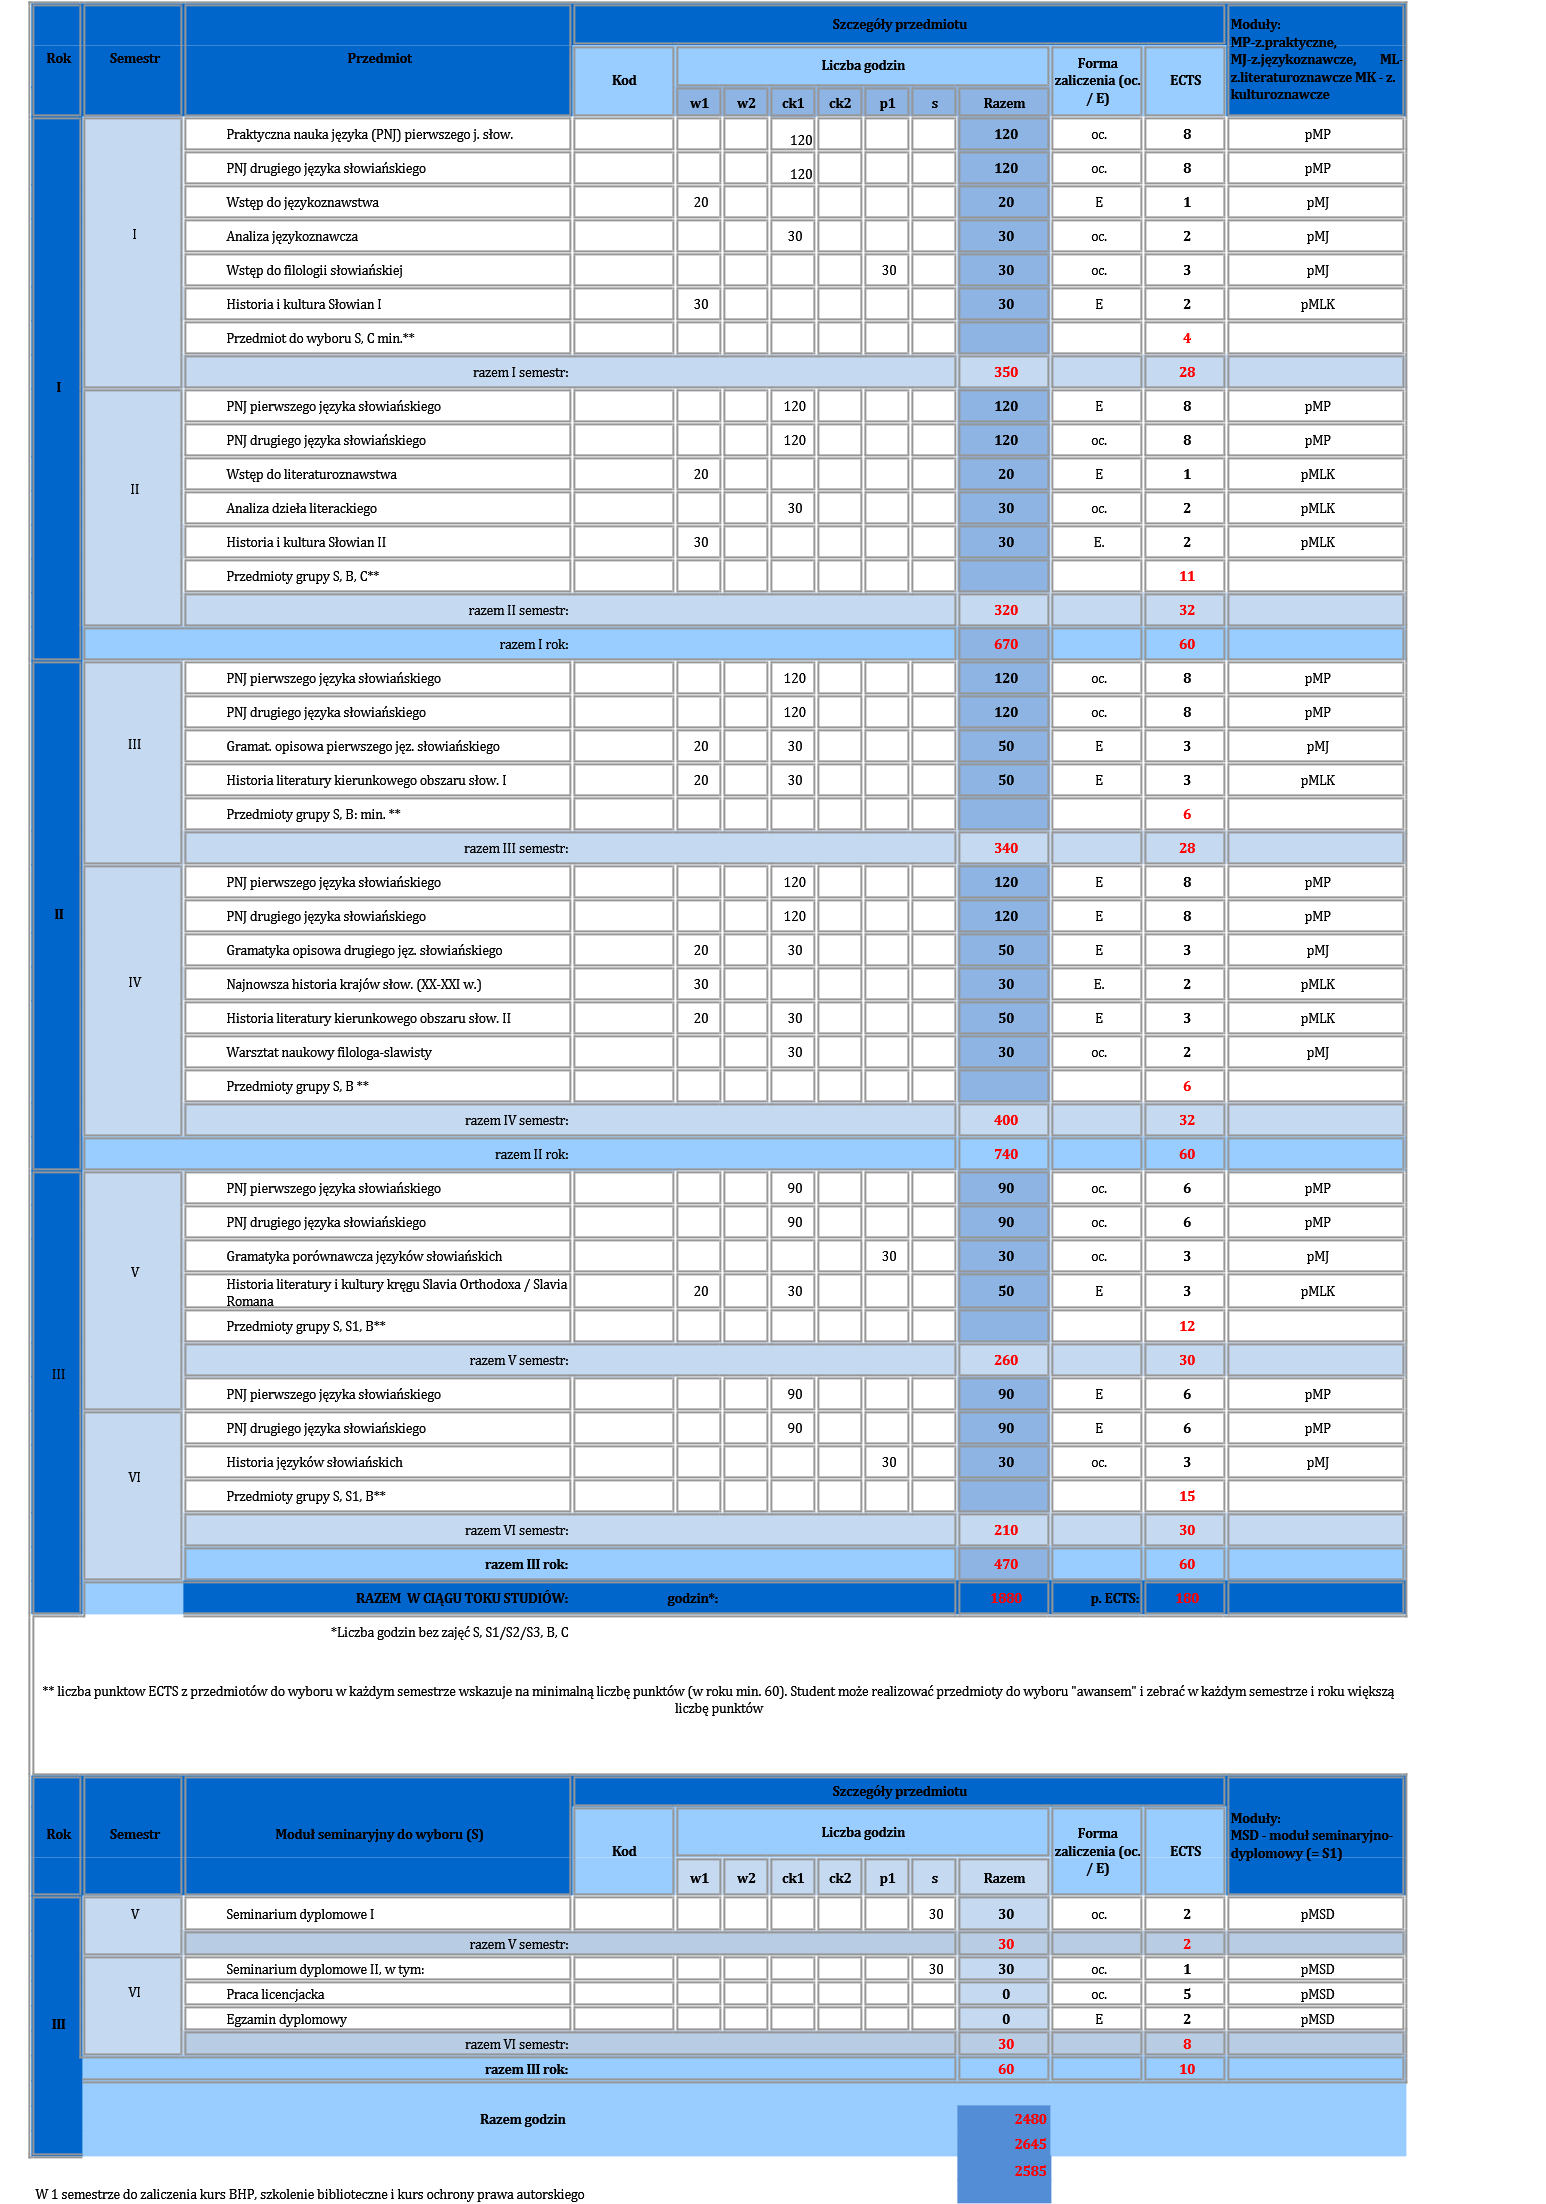 Rok Semestr Przedmiot Szczegóły przedmiotu Moduły:
MP-z.praktyczne,
MJ-z.językoznawcze, ML-
z.literaturoznawcze MK - z.
kulturoznawcze
Kod Liczba godzin Forma
zaliczenia (oc.
/ E) ECTS
w1 w2 ck1 ck2 p1 s Razem
I
I
Praktyczna nauka języka (PNJ) pierwszego j. słow. 120 120 oc. 8 pMP
PNJ drugiego języka słowiańskiego 120 120 oc. 8 pMP
Wstęp do językoznawstwa 20 20 E 1 pMJ
Analiza językoznawcza 30 30 oc. 2 pMJ
Wstęp do filologii słowiańskiej 30 30 oc. 3 pMJ
Historia i kultura Słowian I 30 30 E 2 pMLK
Przedmiot do wyboru S, C min.** 4
razem I semestr: 350 28
II
PNJ pierwszego języka słowiańskiego 120 120 E 8 pMP
PNJ drugiego języka słowiańskiego 120 120 oc. 8 pMP
Wstęp do literaturoznawstwa 20 20 E 1 pMLK
Analiza dzieła literackiego 30 30 oc. 2 pMLK
Historia i kultura Słowian II 30 30 E. 2 pMLK
Przedmioty grupy S, B, C** 11
razem II semestr: 320 32
razem I rok: 670 60
II
III
PNJ pierwszego języka słowiańskiego 120 120 oc. 8 pMP
PNJ drugiego języka słowiańskiego 120 120 oc. 8 pMP
Gramat. opisowa pierwszego jęz. słowiańskiego 20 30 50 E 3 pMJ
Historia literatury kierunkowego obszaru słow. I 20 30 50 E 3 pMLK
Przedmioty grupy S, B: min. ** 6
razem III semestr: 340 28
IV
PNJ pierwszego języka słowiańskiego 120 120 E 8 pMP
PNJ drugiego języka słowiańskiego 120 120 E 8 pMP
Gramatyka opisowa drugiego jęz. słowiańskiego 20 30 50 E 3 pMJ
Najnowsza historia krajów słow. (XX-XXI w.) 30 30 E. 2 pMLK
Historia literatury kierunkowego obszaru słow. II 20 30 50 E 3 pMLK
Warsztat naukowy filologa-slawisty 30 30 oc. 2 pMJ
Przedmioty grupy S, B ** 6
razem IV semestr: 400 32
razem II rok: 740 60
III
V
PNJ pierwszego języka słowiańskiego 90 90 oc. 6 pMP
PNJ drugiego języka słowiańskiego 90 90 oc. 6 pMP
Gramatyka porównawcza języków słowiańskich 30 30 oc. 3 pMJ
Historia literatury i kultury kręgu Slavia Orthodoxa / Slavia
Romana 20 30 50 E 3 pMLK
Przedmioty grupy S, S1, B** 12
razem V semestr: 260 30
PNJ pierwszego języka słowiańskiego 90 90 E 6 pMP
VI
PNJ drugiego języka słowiańskiego 90 90 E 6 pMP
Historia języków słowiańskich 30 30 oc. 3 pMJ
Przedmioty grupy S, S1, B** 15
razem VI semestr: 210 30
razem III rok: 470 60
RAZEM W CIĄGU TOKU STUDIÓW: godzin*: 1880 p. ECTS: 180
*Liczba godzin bez zajęć S, S1/S2/S3, B, C
** liczba punktow ECTS z przedmiotów do wyboru w każdym semestrze wskazuje na minimalną liczbę punktów (w roku min. 60). Student może realizować przedmioty do wyboru "awansem" i zebrać w każdym semestrze i roku większą
liczbę punktów
Rok Semestr Moduł seminaryjny do wyboru (S) Szczegóły przedmiotu Moduły:
MSD - moduł seminaryjno-
dyplomowy (= S1)
Kod Liczba godzin Forma
zaliczenia (oc.
/ E) ECTS
w1 w2 ck1 ck2 p1 s Razem
III
V
Seminarium dyplomowe I 30 30 oc. 2 pMSD
razem V semestr: 30 2
VI
Seminarium dyplomowe II, w tym: 30 30 oc. 1 pMSD
Praca licencjacka 0 oc. 5 pMSD
Egzamin dyplomowy 0 E 2 pMSD
razem VI semestr: 30 8
razem III rok: 60 10
Razem godzin 2480
2645
2585
W 1 semestrze do zaliczenia kurs BHP, szkolenie biblioteczne i kurs ochrony prawa autorskiego